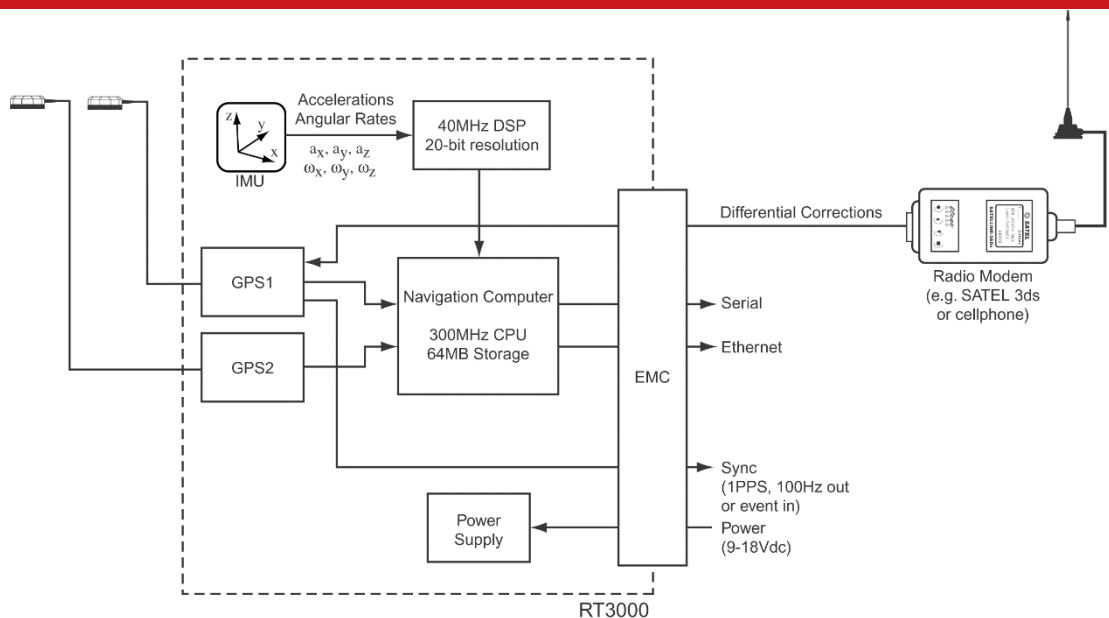 Accelerations
Angular Rates
ax, ay, az
ωx, ωy, ωz
z
y
x
IMU
40MHz DSP
20-bit resolution
Differential Corrections
SATEL
Radio Modem
(e.g. SATEL 3ds
or cellphone)
GPS1
GPS2
Navigation Computer
300MHz CPU
64MB Storage
EMC
Serial
Ethernet
Sync
(1PPS, 100Hz out
or event in)
Power
Supply
Power
(9-18Vdc)
RT3000